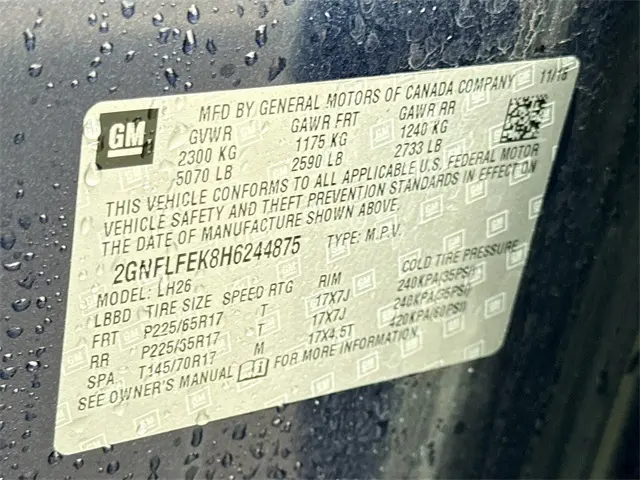 GM
MFD BY GENERAL MOTORS OF CANADA COMPANY 11/16
GVWR GAWR FRT GAWR RR
2300 KG 1175 KG 1240 KG
5070 LB 2590 LB 2733 LB
THIS VEHICLE CONFORMS TO ALL APPLICABLE U.S. FEDERAL MOTOR
VEHICLE SAFETY AND THEFT PREVENTION STANDARDS IN EFFECT ON
THE DATE OF MANUFACTURE SHOWN ABOVE.
2GNFLFEK8H6244875 TYPE: M.P.V.
MODEL: LH26
LBBD TIRE SIZE SPEED RTG RIM COLD TIRE PRESSURE
FRT P225/65R17 T 17X7J 240KPA(35PSI)
RR P225/65R17 T 17X7J 240KPA(35PSI)
SPA T145/70R17 M 17X4.5T 420KPA(60PSI)
SEE OWNER'S MANUAL FOR MORE INFORMATION.